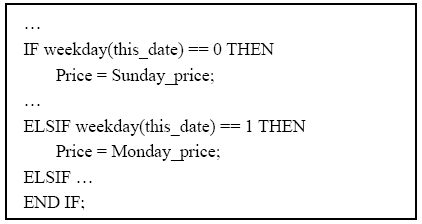 …
IF weekday(this_date) == 0 THEN
Price = Sunday_price;
…
ELSIF weekday(this_date) == 1 THEN
Price = Monday_price;
ELSIF …
END IF;